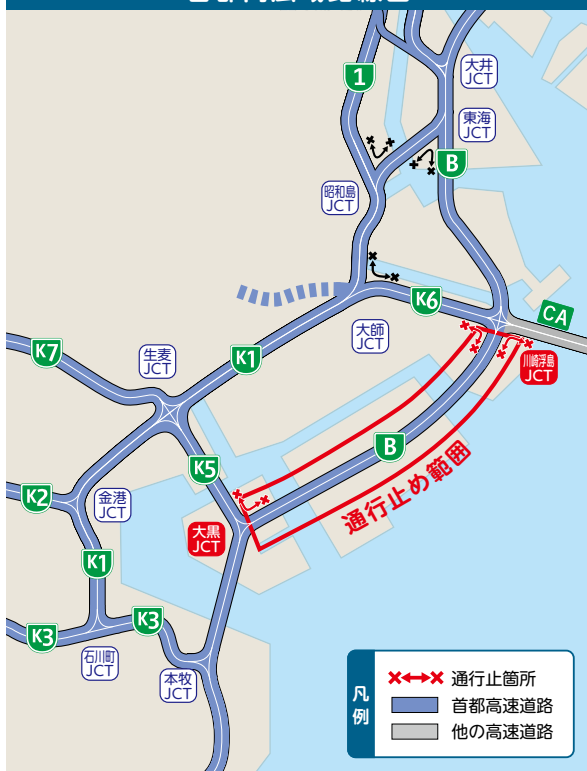 1
大井
JCT
東海
JCT
B
昭和島
JCT
K6
CA
大師
JCT
川崎浮島
JCT
K7
生麦
JCT
K1
B
K5
通行止め範囲
K2
金港
JCT
大黒
JCT
K1
K3
K3
石川町
JCT
本牧
JCT
凡例
通行止箇所
首都高速道路
他の高速道路